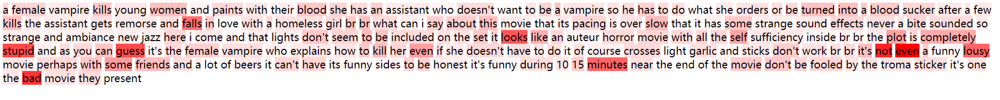 a female vampire kills young women and paints with their blood she has an assistant who doesn't want to be a vampire so he has to do what she orders or be turned into a blood sucker after a few
kills the assistant gets remorse and falls in love with a homeless girl br br what can i say about this movie that its pacing is over slow that it has some strange sound effects never a bite sounded so
strange and ambiance new jazz here i come and that lights don't seem to be included on the set it looks like an auteur horror movie with all the self sufficiency inside br br the plot is completely
stupid and as you can guess it's the female vampire who explains how to kill her even if she doesn't have to do it of course crosses light garlic and sticks don't work br br it's not even a funny lousy
movie perhaps with some friends and a lot of beers it can't have its funny sides to be honest it's funny during 10 15 minutes near the end of the movie don't be fooled by the troma sticker it's one
the bad movie they present